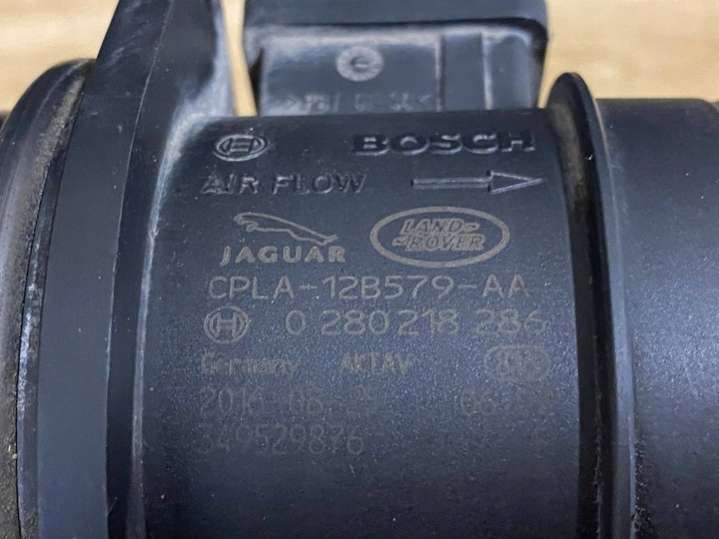 BOSCH
AIR FLOW
JAGUAR
LAND-
-ROVER
CPLA-12B579-AA
0 280 218 286
Germany
349529876